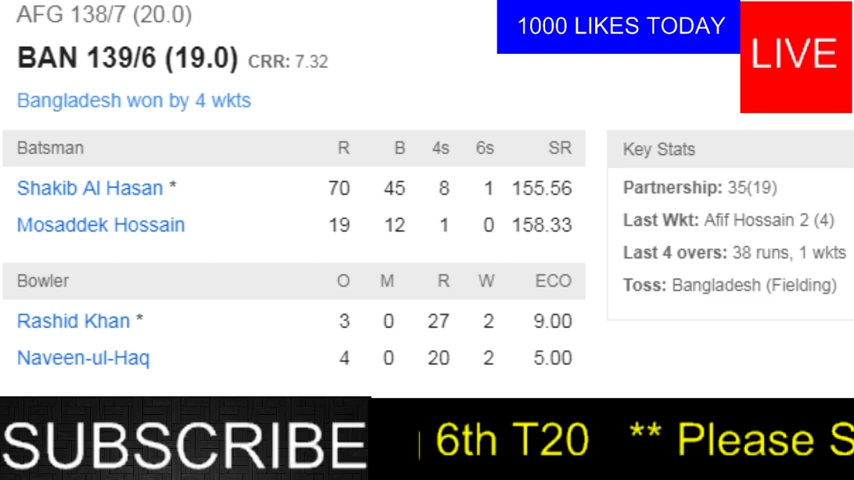 AFG 138/7 (20.0)
1000 LIKES TODAY
LIVE
BAN 139/6 (19.0) CRR: 7.32
Bangladesh won by 4 wkts
Batsman R B 4s 6s SR
Shakib Al Hasan * 70 45 8 1 155.56
Mosaddek Hossain 19 12 1 0 158.33
Key Stats
Partnership: 35(19)
Last Wkt: Afif Hossain 2 (4)
Last 4 overs: 38 runs, 1 wkts
Toss: Bangladesh (Fielding)
Bowler O M R W ECO
Rashid Khan * 3 0 27 2 9.00
Naveen-ul-Haq 4 0 20 2 5.00
SUBSCRIBE
6th T20 ** Please S